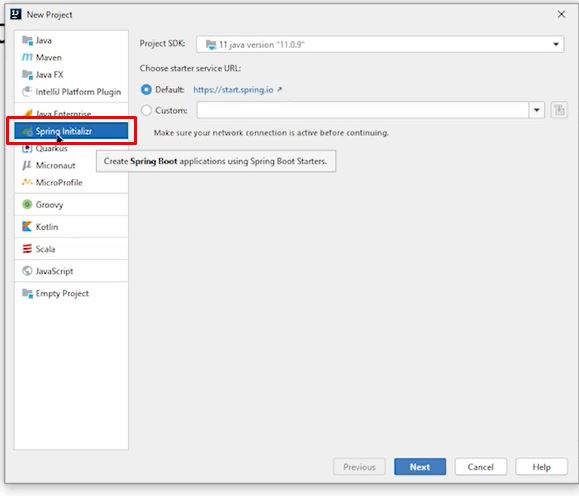 New Project
Java
Maven
Java FX
IntelliJ Platform Plugin
Java Enterprise
Spring Initializr
Quarkus
Micronaut
MicroProfile
Groovy
Kotlin
Scala
JavaScript
Empty Project
Project SDK: 11 java version "11.0.9"
Choose starter service URL:
Default: https://start.spring.io
Custom:
Make sure your network connection is active before continuing.
Create Spring Boot applications using Spring Boot Starters.
Previous Next Cancel Help